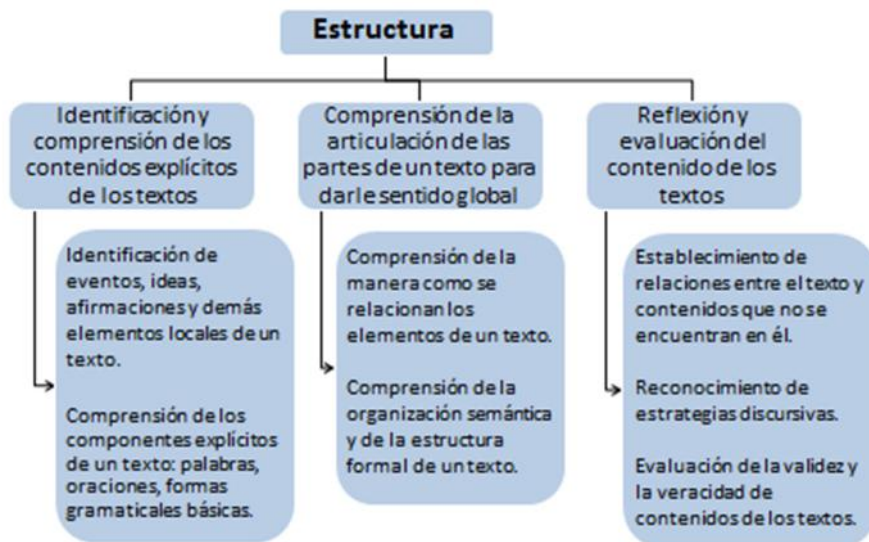 Estructura
Identificación y
comprensión de los
contenidos explícitos
de los textos
Identificación de
eventos, ideas,
afirmaciones y demás
elementos locales de un
texto.
Comprensión de los
componentes explícitos
de un texto: palabras,
oraciones, formas
gramaticales básicas.
Comprensión de la
articulación de las
partes de un texto para
darle sentido global
Comprensión de la
manera como se
relacionan los
elementos de un texto.
Comprensión de la
organización semántica
y de la estructura
formal de un texto.
Reflexión y
evaluación del
contenido de los
textos
Establecimiento de
relaciones entre el texto y
contenidos que no se
encuentran en él.
Reconocimiento de
estrategias discursivas.
Evaluación de la validez y
la veracidad de
contenidos de los textos.